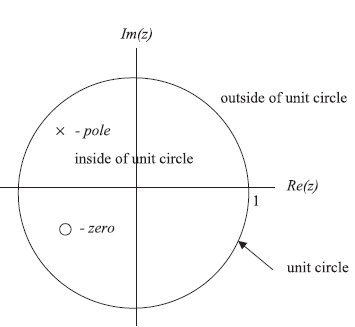 Im(z)
outside of unit circle
× - pole
inside of unit circle
Re(z)
1
○ - zero
unit circle